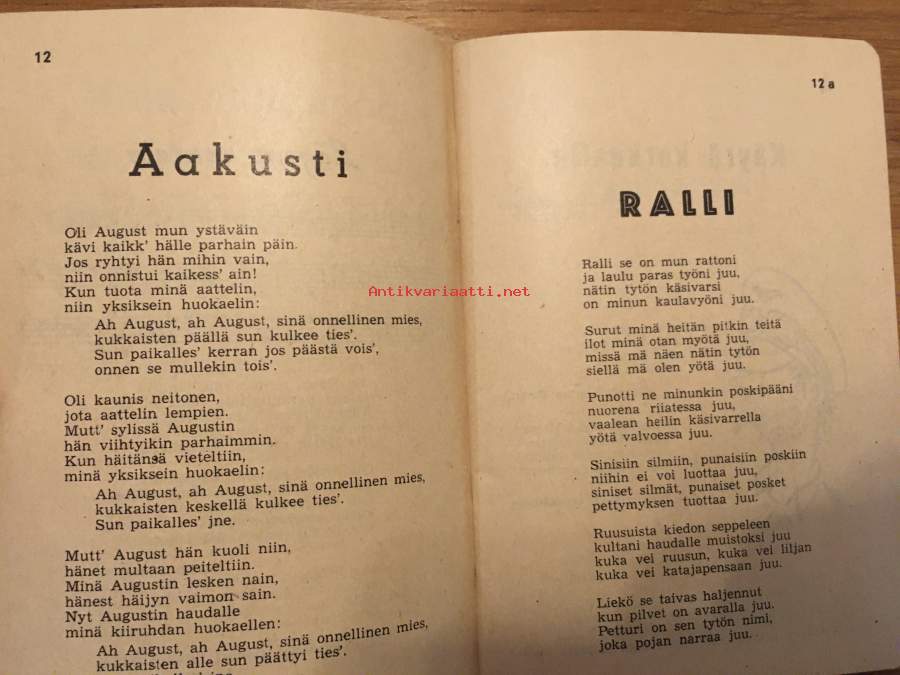 12
Aakusti
Oli August mun ystäväin
kävi kaikk' hälle parhain päin.
Jos ryhtyi hän mihin vain,
niin onnistui kaikess' ain!
Kun tuota minä aattelin,
niin yksiksein huokaelin:
Ah August, ah August, sinä onnellinen mies,
kukkaisten päällä sun kulkee ties'.
Sun paikalles' kerran jos päästä vois',
onnen se mullekin tois'.
Oli kaunis neitonen,
jota aattelin lempien.
Mutt' sylissä Augustin
hän viihtyikin parhaimmin.
Kun häitänsä vieteltiin,
minä yksiksein huokaelin:
Ah August, ah August, sinä onnellinen mies,
kukkaisten keskellä kulkee ties'.
Sun paikalles' jne.
Mutt' August hän kuoli niin,
hänet multaan peiteltiin.
Minä Augustin lesken nain,
hänest häijyn vaimon sain.
Nyt Augustin haudalle
minä kiiruhdan huokaellen:
Ah August, ah August, sinä onnellinen mies,
kukkaisten alle sun päättyi ties'.
12 a
RALLI
Ralli se on mun rattoni
ja laulu paras työni juu,
nätin tytön käsivarsi
on minun kaulavyöni juu.
Surut minä heitän pitkin teitä
ilot minä otan myötä juu,
missä mä näen nätin tytön
siellä mä olen yötä juu.
Punotti ne minunkin poskipääni
nuorena riiatessa juu,
vaalean heilin käsivarrella
yötä valvoessa juu.
Sinisiin silmiin, punaisiin poskiin
niihin ei voi luottaa juu,
siniset silmät, punaiset posket
pettymyksen tuottaa juu.
Ruusuista kiedon seppeleen
kultani haudalle muistoksi juu
kuka vei ruusun, kuka vei liljan
kuka vei katajapensaan juu.
Liekö se taivas haljennut
kun pilvet on avaralla juu.
Petturi on sen tytön nimi,
joka pojan narraa juu.
Antikvariaatti.net